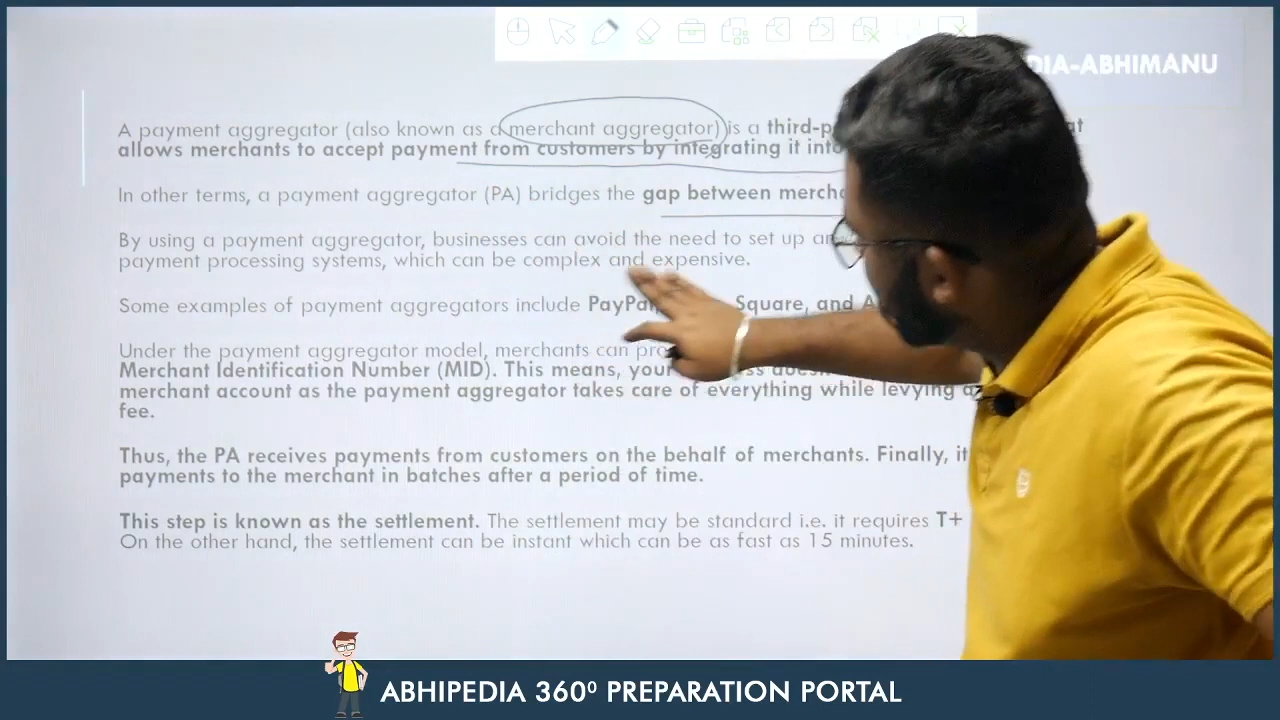 DIA-ABHIMANU
A payment aggregator (also known as a merchant aggregator) is a third-p
allows merchants to accept payment from customers by integrating it into
In other terms, a payment aggregator (PA) bridges the gap between mercha
By using a payment aggregator, businesses can avoid the need to set up an
payment processing systems, which can be complex and expensive.
Some examples of payment aggregators include PayPal, Square, and A
Under the payment aggregator model, merchants can pro
Merchant Identification Number (MID). This means, your
merchant account as the payment aggregator takes care of everything while levying a
fee.
Thus, the PA receives payments from customers on the behalf of merchants. Finally, it
payments to the merchant in batches after a period of time.
This step is known as the settlement. The settlement may be standard i.e. it requires T+
On the other hand, the settlement can be instant which can be as fast as 15 minutes.
ABHIPEDIA 360⁰ PREPARATION PORTAL